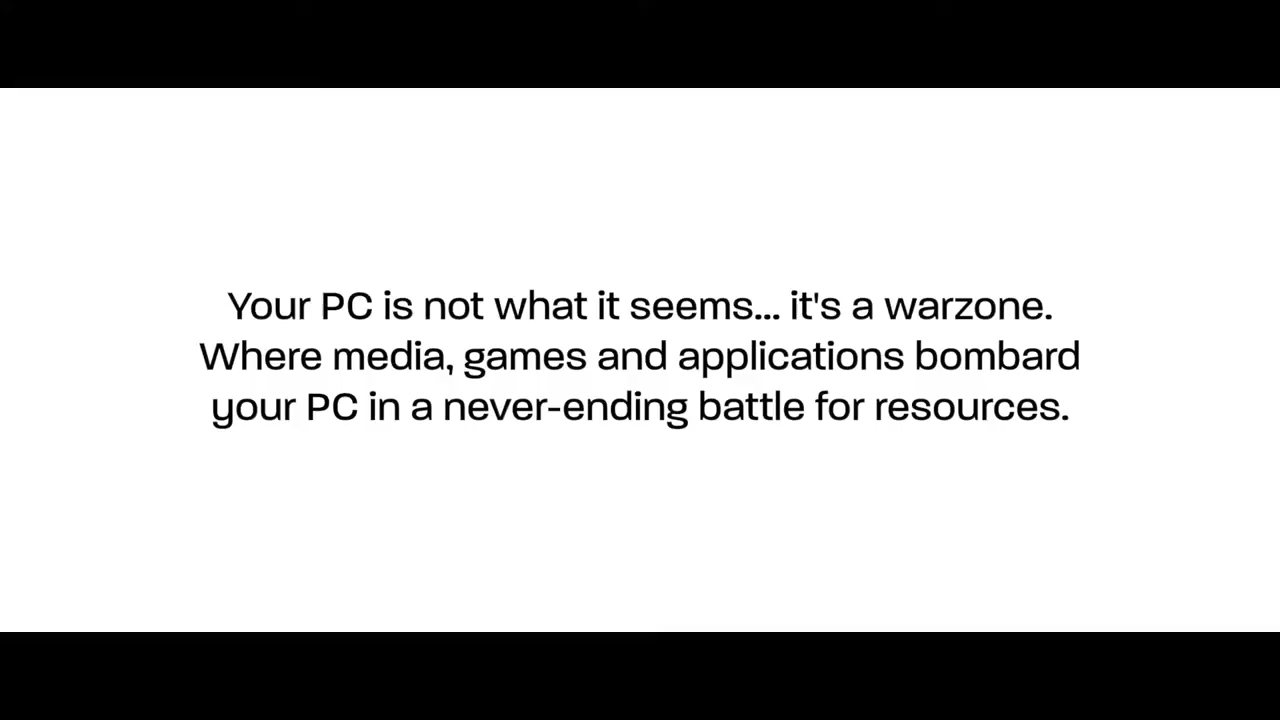 Your PC is not what it seems... it's a warzone.
Where media, games and applications bombard
your PC in a never-ending battle for resources.